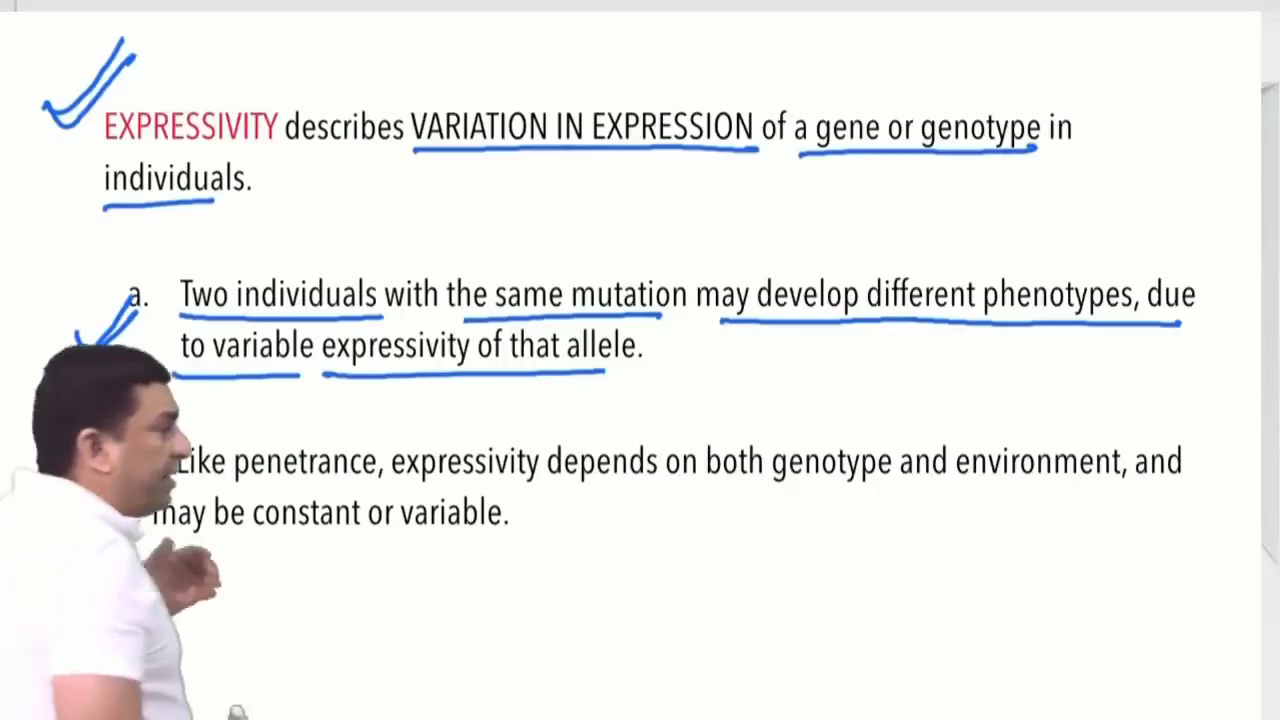 EXPRESSIVITY describes VARIATION IN EXPRESSION of a gene or genotype in
individuals.
a. Two individuals with the same mutation may develop different phenotypes, due
to variable expressivity of that allele.
Like penetrance, expressivity depends on both genotype and environment, and
may be constant or variable.